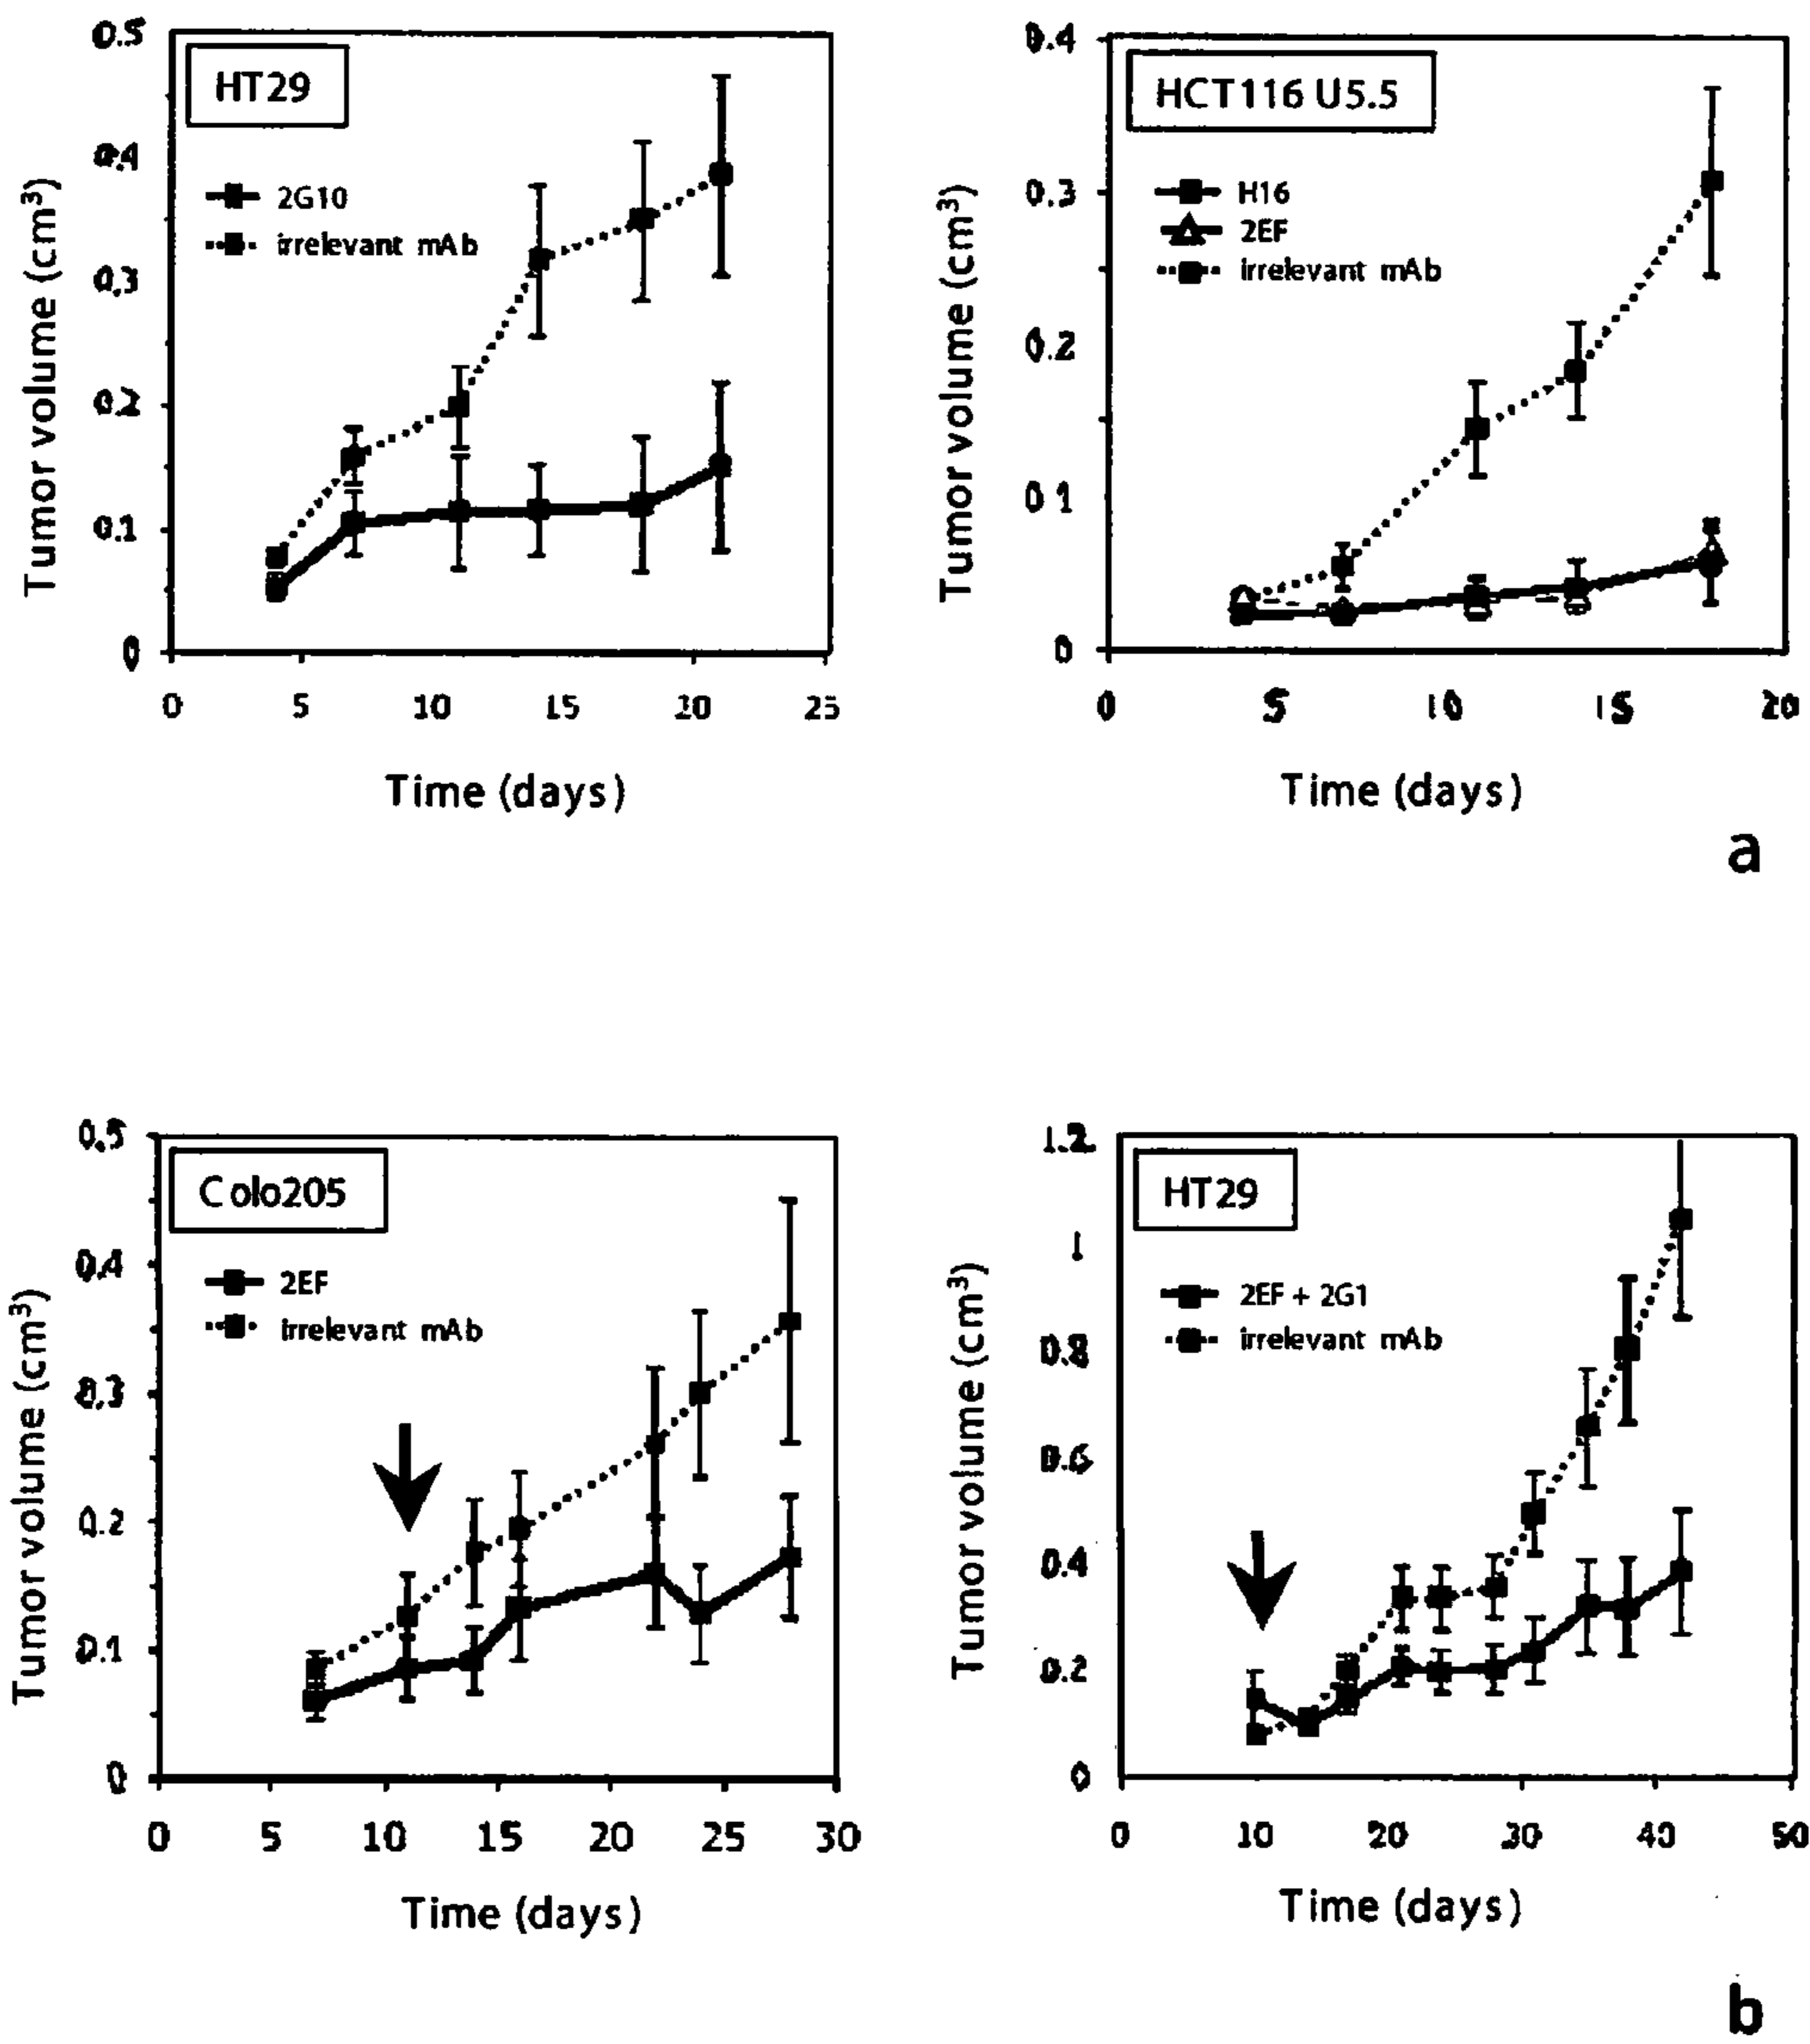 HT29
2G10
irrelevant mAb
Tumor volume (cm³)
0.5
0.4
0.3
0.2
0.1
0
0 5 10 15 20 25
Time (days)
HCT116 U5.5
H16
2EF
irrelevant mAb
Tumor volume (cm³)
0.4
0.3
0.2
0.1
0
0 5 10 15 20
Time (days)
a
Colo205
2EF
irrelevant mAb
Tumor volume (cm³)
0.5
0.4
0.3
0.2
0.1
0
0 5 10 15 20 25 30
Time (days)
HT29
2EF + 2G1
irrelevant mAb
Tumor volume (cm³)
1.2
1
0.8
0.6
0.4
0.2
0
0 10 20 30 40 50
Time (days)
b